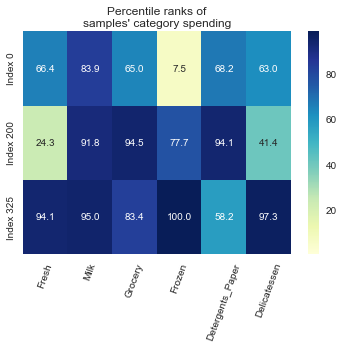 Percentile ranks of
samples' category spending
Index 0
66.4 83.9 65.0 7.5 68.2 63.0
Index 200
24.3 91.8 94.5 77.7 94.1 41.4
Index 325
94.1 95.0 83.4 100.0 58.2 97.3
Fresh Milk Grocery Frozen Detergents_Paper Delicatessen
80
60
40
20